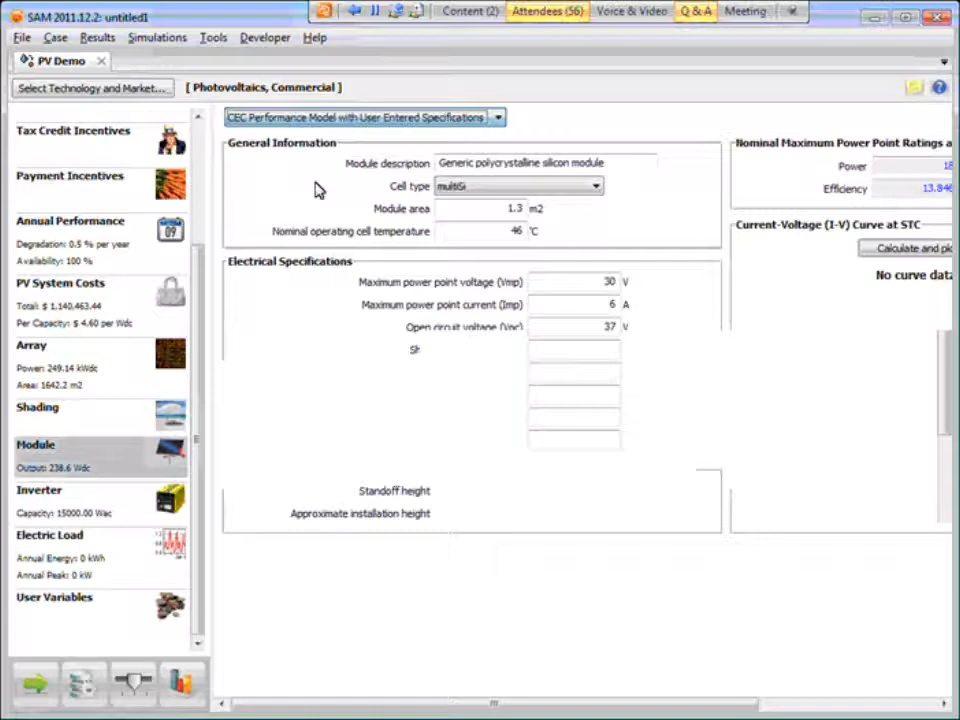 SAM 2011.12.2: untitled1
Content (2) Attendees (56) Voice & Video Q & A Meeting
File Case Results Simulations Tools Developer Help
PV Demo
Select Technology and Market... [ Photovoltaics, Commercial ]
Tax Credit Incentives
Payment Incentives
Annual Performance
Degradation: 0.5 % per year
Availability: 100 %
PV System Costs
Total: $ 1,140,463.44
Per Capacity: $ 4.60 per Wdc
Array
Power: 249.14 kWdc
Area: 1642.2 m2
Shading
Module
Output: 238.6 Wdc
Inverter
Capacity: 15000.00 Wac
Electric Load
Annual Energy: 0 kWh
Annual Peak: 0 kW
User Variables
CEC Performance Model with User Entered Specifications
General Information
Module description Generic polycrystalline silicon module
Cell type multiSi
Module area 1.3 m2
Nominal operating cell temperature 46 °C
Electrical Specifications
Maximum power point voltage (Vmp) 30 V
Maximum power point current (Imp) 6 A
Open circuit voltage (Voc) 37 V
Standoff height
Approximate installation height
Nominal Maximum Power Point Ratings a
Power 18
Efficiency 13.846
Current-Voltage (I-V) Curve at STC
Calculate and plo
No curve data